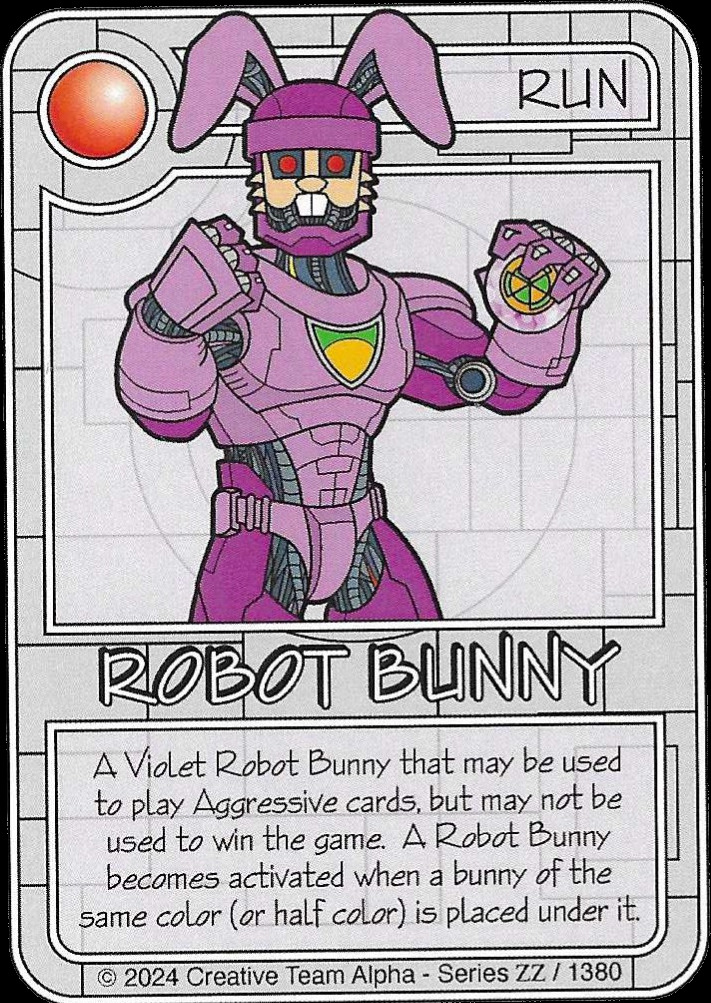 RUN
ROBOT BUNNY
A Violet Robot Bunny that may be used
to play Aggressive cards, but may not be
used to win the game. A Robot Bunny
becomes activated when a bunny of the
same color (or half color) is placed under it.
© 2024 Creative Team Alpha - Series ZZ / 1380